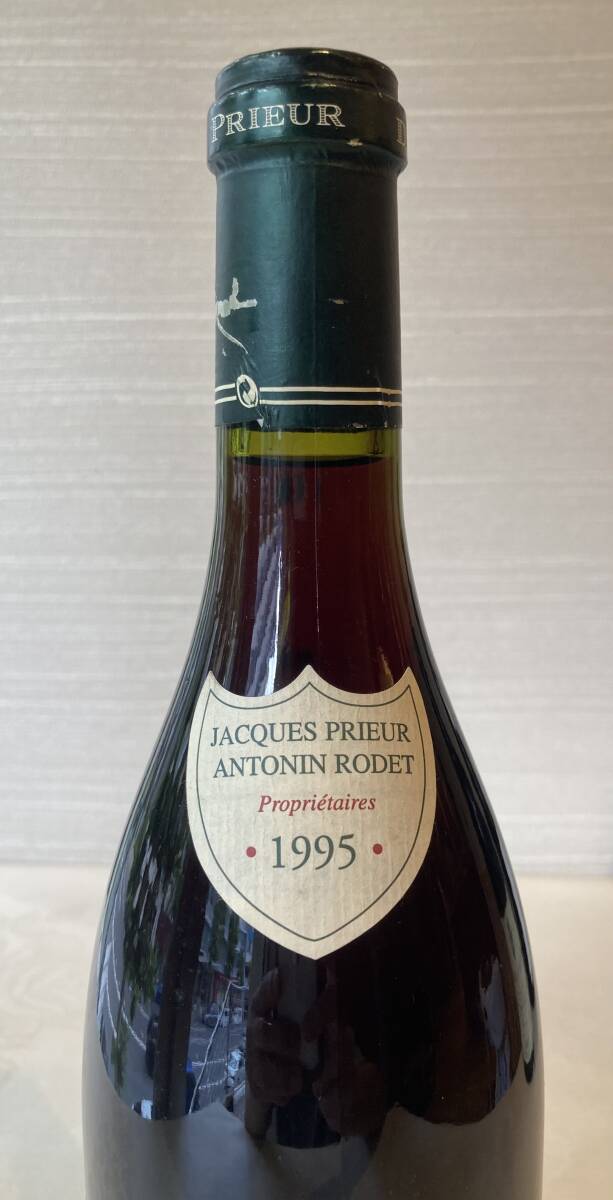 PRIEUR D
JACQUES PRIEUR
ANTONIN RODET
Propriétaires
• 1995 •